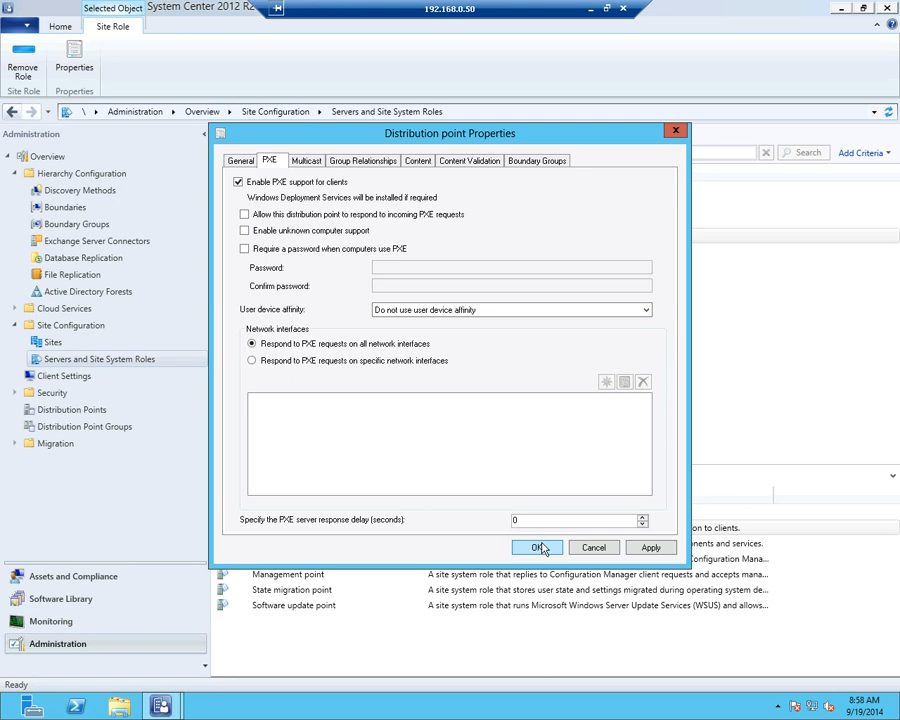 Selected Object
System Center 2012 R2
192.168.0.50
Home
Site Role
Remove Role
Properties
Site Role
Properties
\ Administration Overview Site Configuration Servers and Site System Roles
Administration
Search
Add Criteria
Overview
Hierarchy Configuration
Discovery Methods
Boundaries
Boundary Groups
Exchange Server Connectors
Database Replication
File Replication
Active Directory Forests
Cloud Services
Site Configuration
Sites
Servers and Site System Roles
Client Settings
Security
Distribution Points
Distribution Point Groups
Migration
Assets and Compliance
Software Library
Monitoring
Administration
Distribution point Properties
General PXE Multicast Group Relationships Content Content Validation Boundary Groups
Enable PXE support for clients
Windows Deployment Services will be installed if required
Allow this distribution point to respond to incoming PXE requests
Enable unknown computer support
Require a password when computers use PXE
Password:
Confirm password:
User device affinity: Do not use user device affinity
Network interfaces
Respond to PXE requests on all network interfaces
Respond to PXE requests on specific network interfaces
Specify the PXE server response delay (seconds): 0
OK Cancel Apply
on to clients.
nents and services.
onfiguration Mana...
Management point A site system role that replies to Configuration Manager client requests and accepts mana...
State migration point A site system role that stores user state and settings migrated during operating system de...
Software update point A site system role that runs Microsoft Windows Server Update Services (WSUS) and allows...
Ready
8:58 AM
9/19/2014